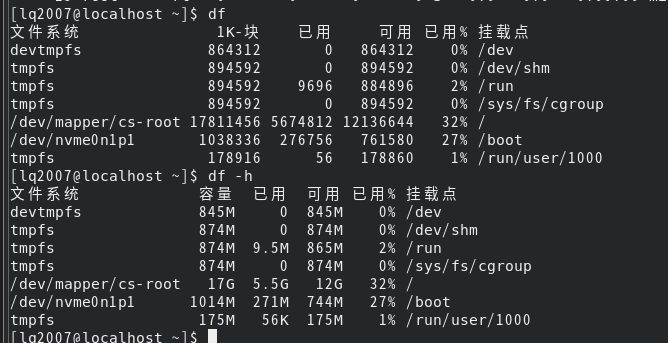 [lq2007@localhost ~]$ df
文件系统 1K-块 已用 可用 已用% 挂载点
devtmpfs 864312 0 864312 0% /dev
tmpfs 894592 0 894592 0% /dev/shm
tmpfs 894592 9696 884896 2% /run
tmpfs 894592 0 894592 0% /sys/fs/cgroup
/dev/mapper/cs-root 17811456 5674812 12136644 32% /
/dev/nvme0n1p1 1038336 276756 761580 27% /boot
tmpfs 178916 56 178860 1% /run/user/1000
[lq2007@localhost ~]$ df -h
文件系统 容量 已用 可用 已用% 挂载点
devtmpfs 845M 0 845M 0% /dev
tmpfs 874M 0 874M 0% /dev/shm
tmpfs 874M 9.5M 865M 2% /run
tmpfs 874M 0 874M 0% /sys/fs/cgroup
/dev/mapper/cs-root 17G 5.5G 12G 32% /
/dev/nvme0n1p1 1014M 271M 744M 27% /boot
tmpfs 175M 56K 175M 1% /run/user/1000
[lq2007@localhost ~]$